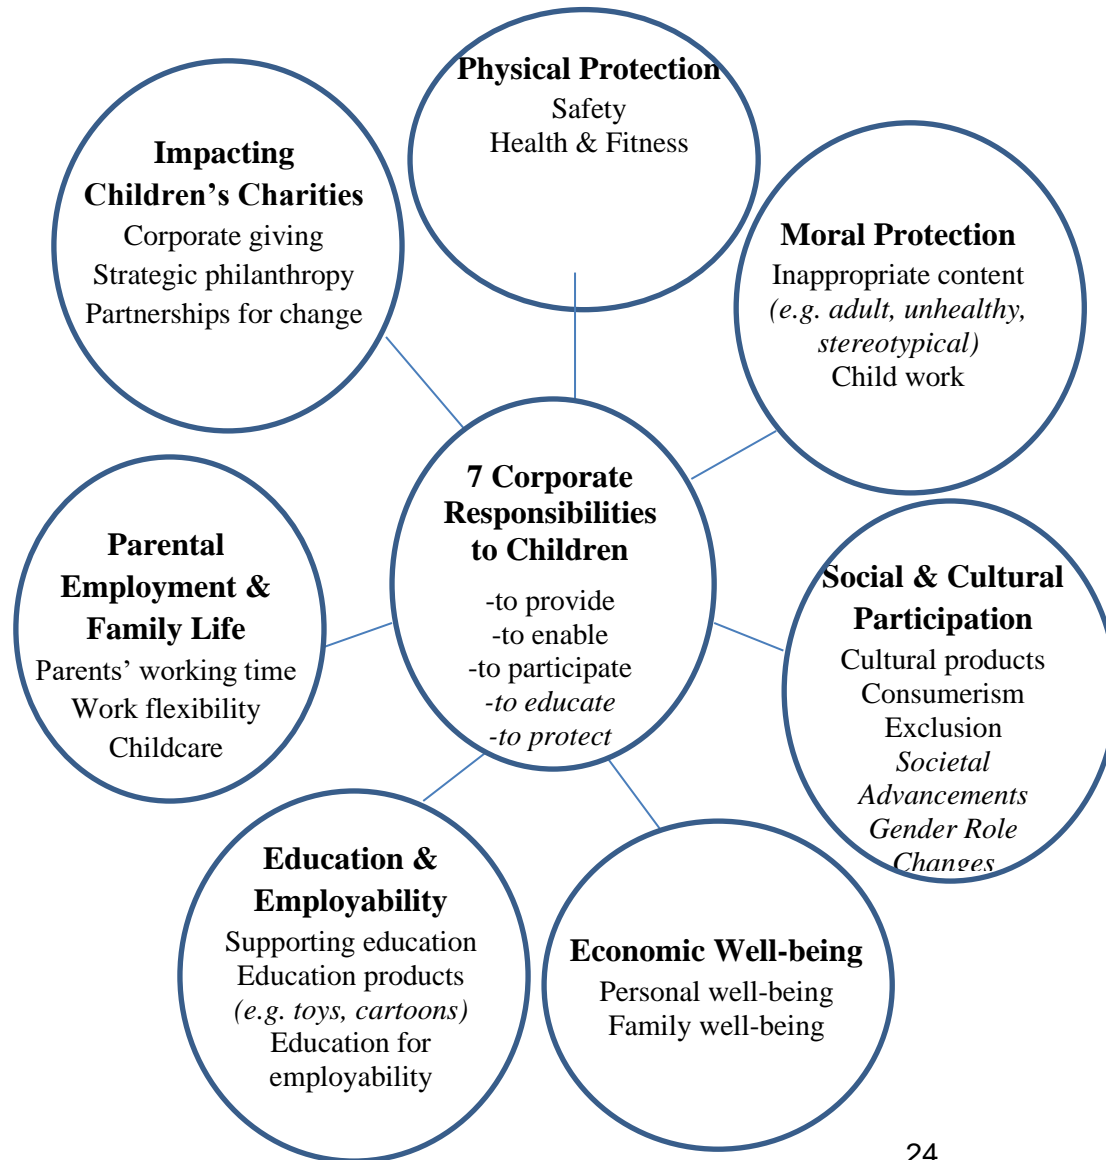 Physical Protection
Safety
Health & Fitness
Impacting
Children’s Charities
Corporate giving
Strategic philanthropy
Partnerships for change
Moral Protection
Inappropriate content
(e.g. adult, unhealthy,
stereotypical)
Child work
7 Corporate
Responsibilities
to Children
-to provide
-to enable
-to participate
-to educate
-to protect
Parental
Employment &
Family Life
Parents’ working time
Work flexibility
Childcare
Social & Cultural
Participation
Cultural products
Consumerism
Exclusion
Societal
Advancements
Gender Role
Changes
Education &
Employability
Supporting education
Education products
(e.g. toys, cartoons)
Education for
employability
Economic Well-being
Personal well-being
Family well-being
24